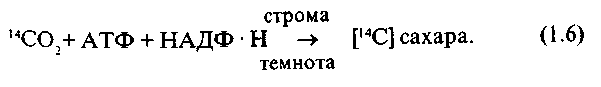 строма
¹⁴CO₂ + АТФ + НАДФ · Н → [¹⁴C] сахара. (1.6)
темнота